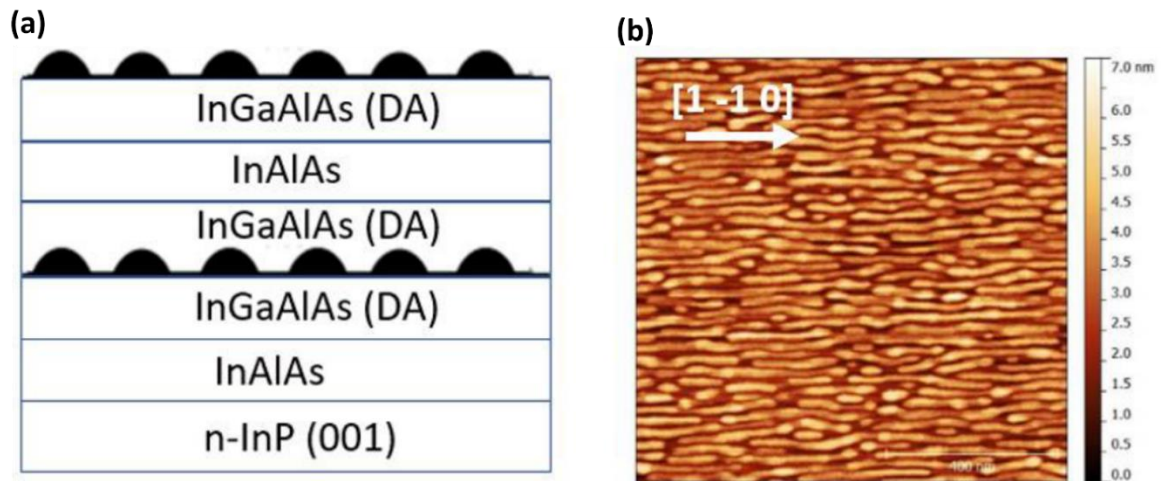 (a)
InGaAlAs (DA)
InAlAs
InGaAlAs (DA)
InGaAlAs (DA)
InAlAs
n-InP (001)
(b)
[1 -1 0]
400 nm
7.0 nm
6.0
5.5
5.0
4.5
4.0
3.5
3.0
2.5
2.0
1.5
1.0
0.5
0.0